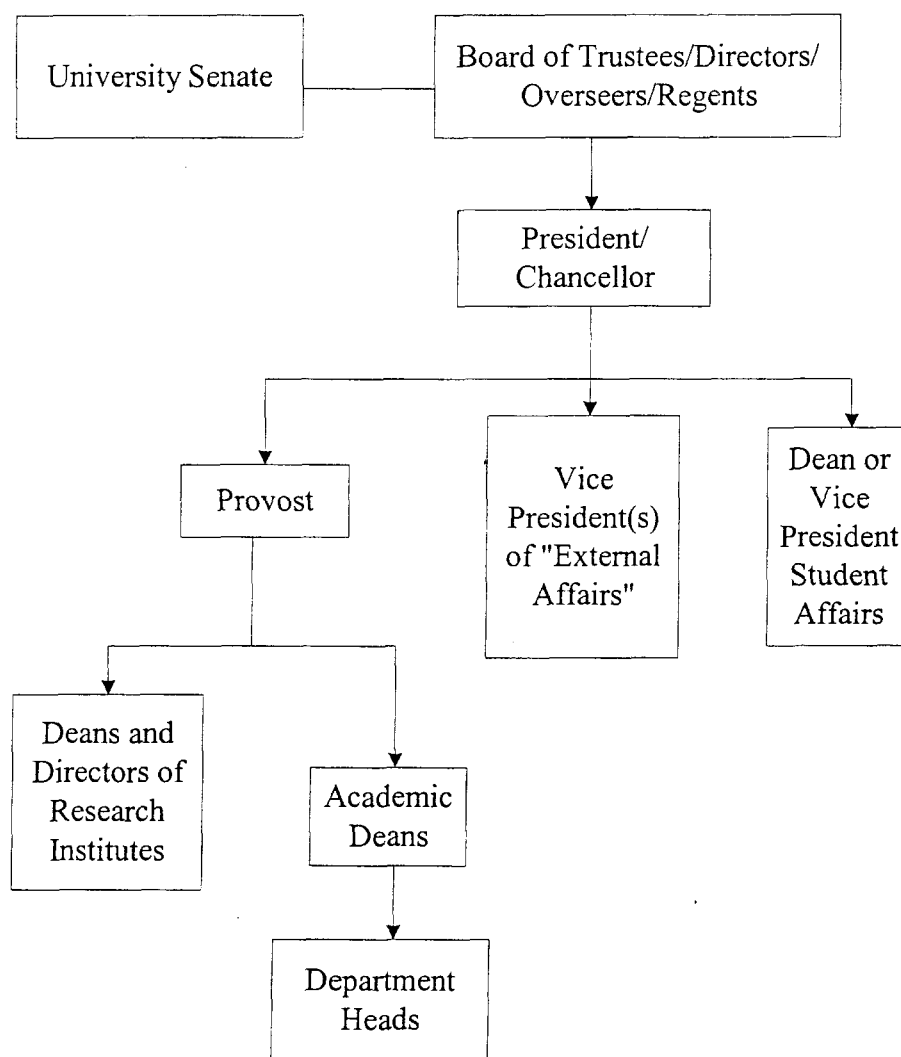 University Senate
Board of Trustees/Directors/
Overseers/Regents
President/
Chancellor
Provost
Vice
President(s)
of "External
Affairs"
Dean or
Vice
President
Student
Affairs
Deans and
Directors of
Research
Institutes
Academic
Deans
Department
Heads